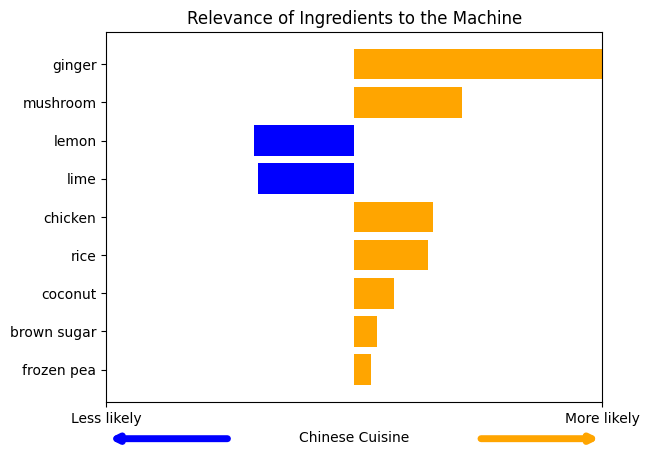 Relevance of Ingredients to the Machine
ginger
mushroom
lemon
lime
chicken
rice
coconut
brown sugar
frozen pea
Less likely More likely
Chinese Cuisine